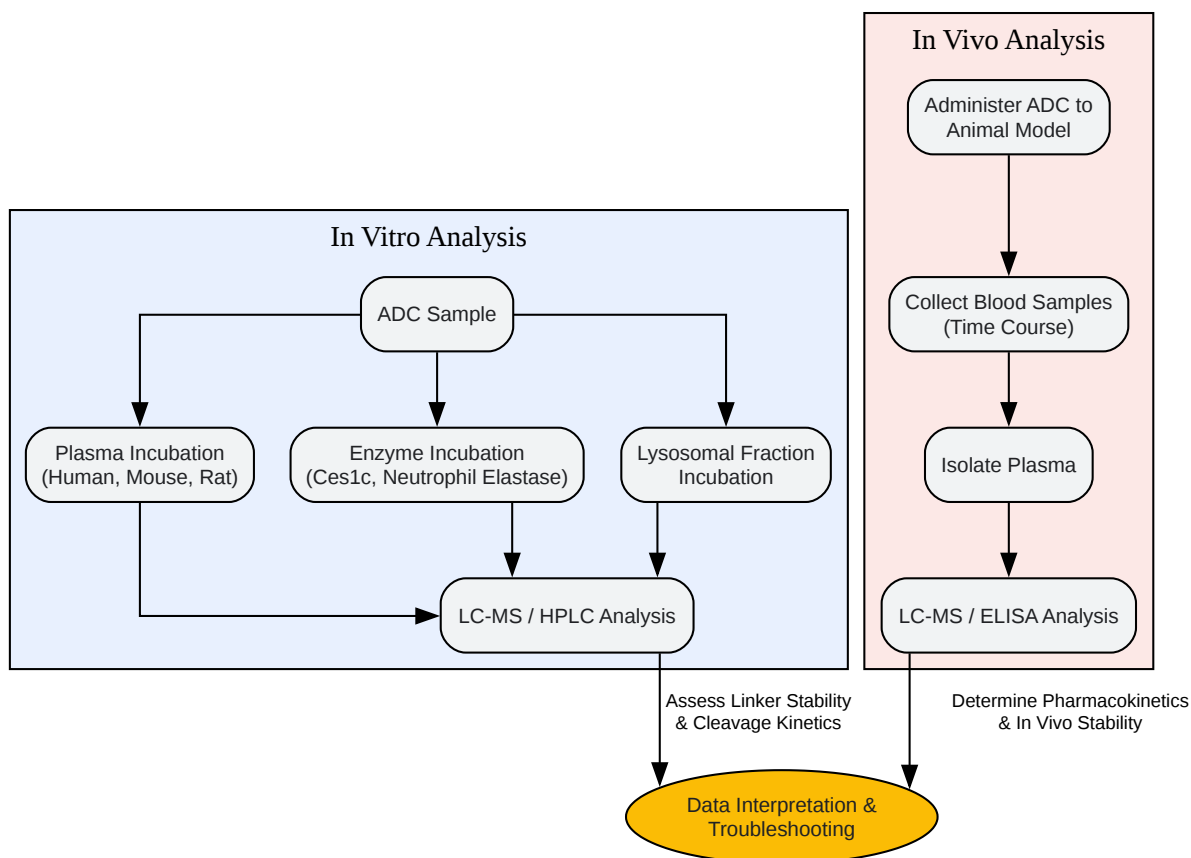 In Vitro Analysis
ADC Sample
Plasma Incubation
(Human, Mouse, Rat)
Enzyme Incubation
(Ces1c, Neutrophil Elastase)
Lysosomal Fraction
Incubation
LC-MS / HPLC Analysis
Assess Linker Stability
& Cleavage Kinetics
In Vivo Analysis
Administer ADC to
Animal Model
Collect Blood Samples
(Time Course)
Isolate Plasma
LC-MS / ELISA Analysis
Determine Pharmacokinetics
& In Vivo Stability
Data Interpretation &
Troubleshooting